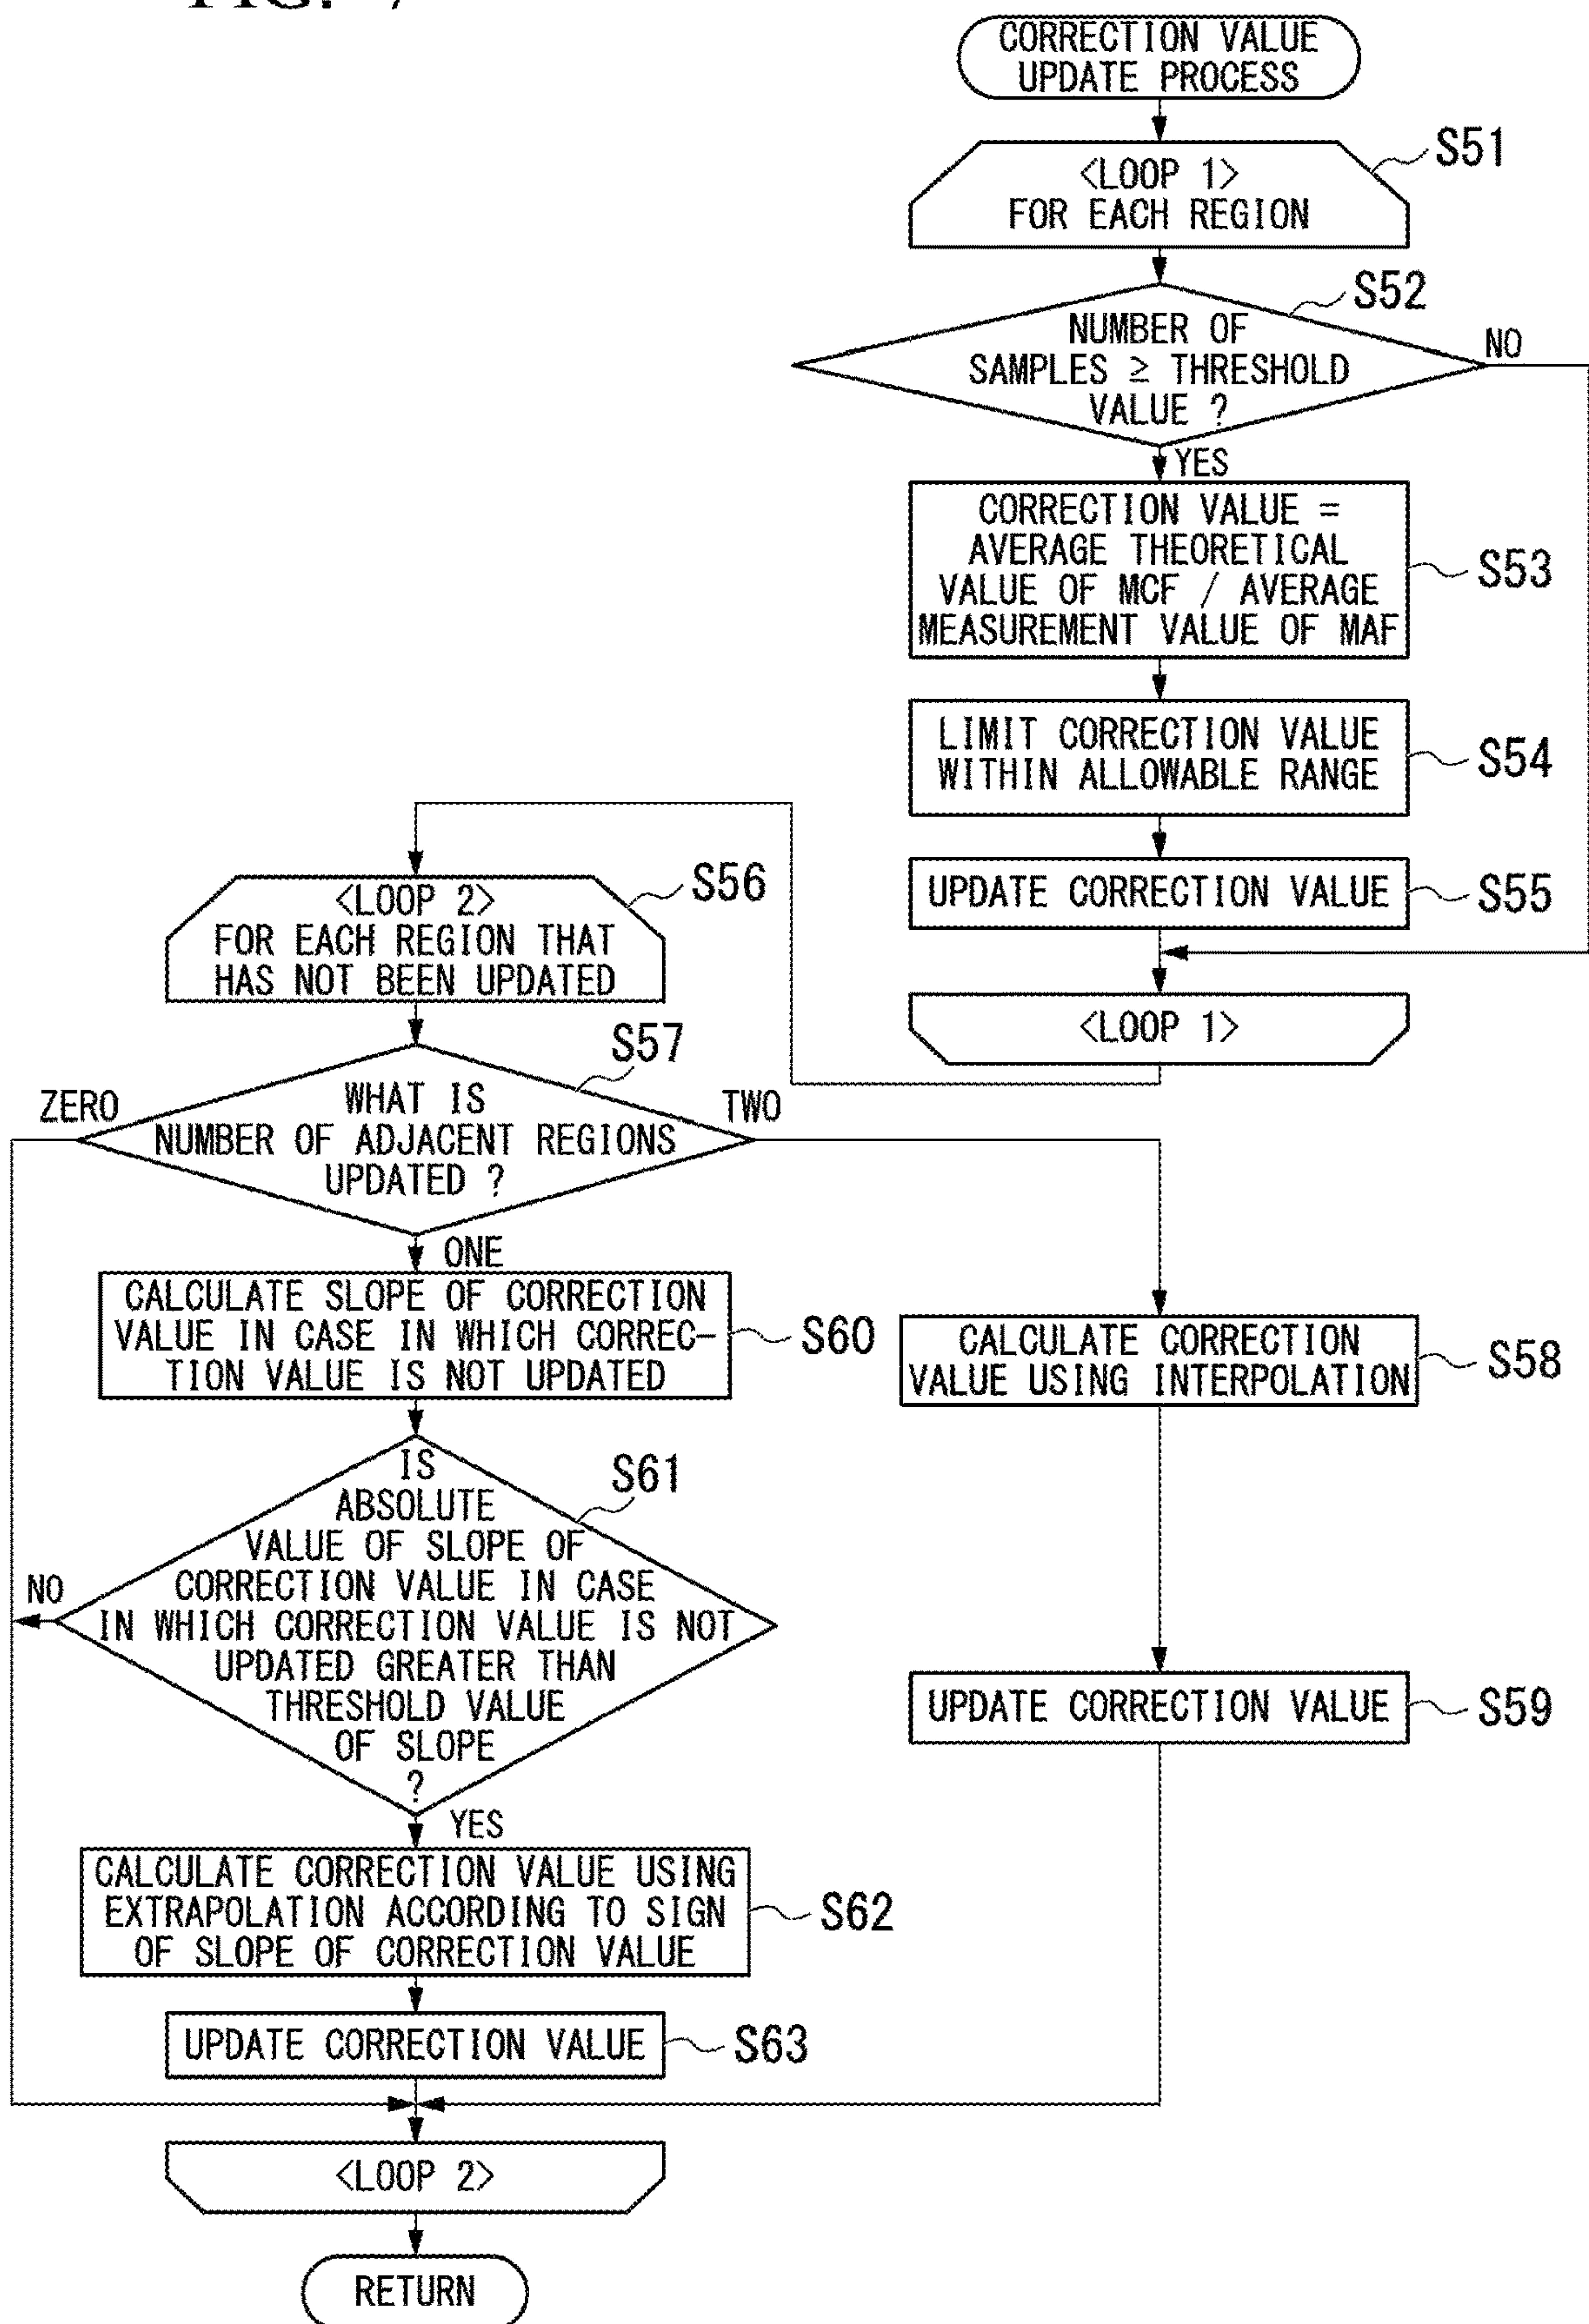 FIG. 7
CORRECTION VALUE
UPDATE PROCESS
<LOOP 1>
FOR EACH REGION
S51
NUMBER OF
SAMPLES ≥ THRESHOLD
VALUE ?
S52
NO
YES
CORRECTION VALUE =
AVERAGE THEORETICAL
VALUE OF MCF / AVERAGE
MEASUREMENT VALUE OF MAF
S53
LIMIT CORRECTION VALUE
WITHIN ALLOWABLE RANGE
S54
UPDATE CORRECTION VALUE
S55
<LOOP 1>
<LOOP 2>
FOR EACH REGION THAT
HAS NOT BEEN UPDATED
S56
WHAT IS
NUMBER OF ADJACENT REGIONS
UPDATED ?
S57
ZERO
TWO
ONE
CALCULATE CORRECTION
VALUE USING INTERPOLATION
S58
UPDATE CORRECTION VALUE
S59
CALCULATE SLOPE OF CORRECTION
VALUE IN CASE IN WHICH CORREC-
TION VALUE IS NOT UPDATED
S60
IS
ABSOLUTE
VALUE OF SLOPE OF
CORRECTION VALUE IN CASE
IN WHICH CORRECTION VALUE IS NOT
UPDATED GREATER THAN
THRESHOLD VALUE
OF SLOPE
?
S61
NO
YES
CALCULATE CORRECTION VALUE USING
EXTRAPOLATION ACCORDING TO SIGN
OF SLOPE OF CORRECTION VALUE
S62
UPDATE CORRECTION VALUE
S63
<LOOP 2>
RETURN